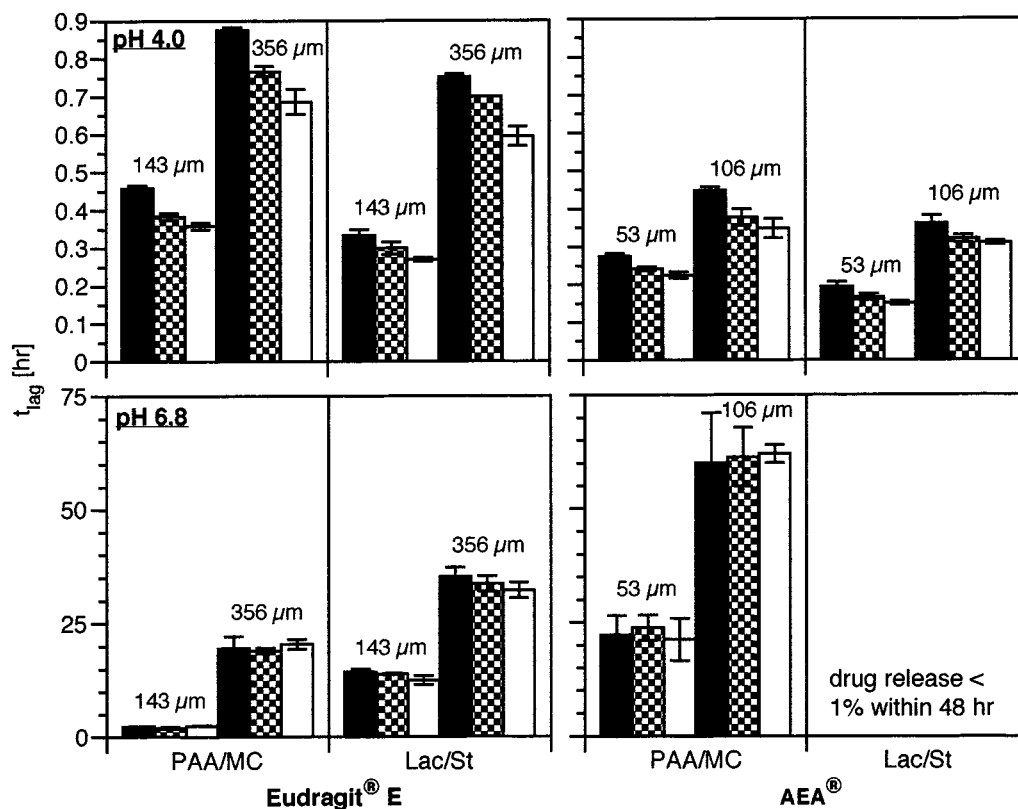 0.9
0.8
0.7
0.6
0.5
0.4
0.3
0.2
0.1
0
t lag [hr]
pH 4.0
143 µm
356 µm
143 µm
356 µm
53 µm
106 µm
53 µm
106 µm
75
50
25
0
pH 6.8
143 µm
356 µm
143 µm
356 µm
53 µm
106 µm
drug release <
1% within 48 hr
PAA/MC
Lac/St
PAA/MC
Lac/St
Eudragit® E
AEA®